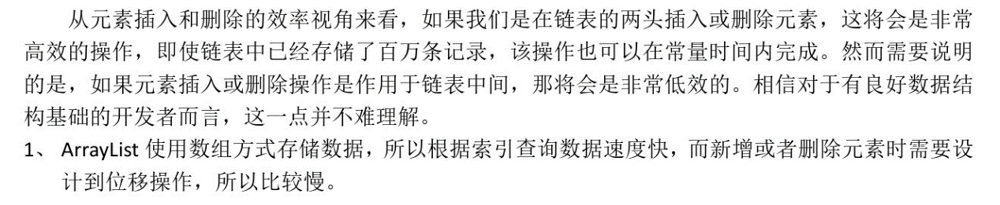 从元素插入和删除的效率视角来看，如果我们是在链表的两头插入或删除元素，这将会是非常
高效的操作，即使链表中已经存储了百万条记录，该操作也可以在常量时间内完成。然而需要说明
的是，如果元素插入或删除操作是作用于链表中间，那将会是非常低效的。相信对于有良好数据结
构基础的开发者而言，这一点并不难理解。
1、 ArrayList 使用数组方式存储数据，所以根据索引查询数据速度快，而新增或者删除元素时需要设
计到位移操作，所以比较慢。